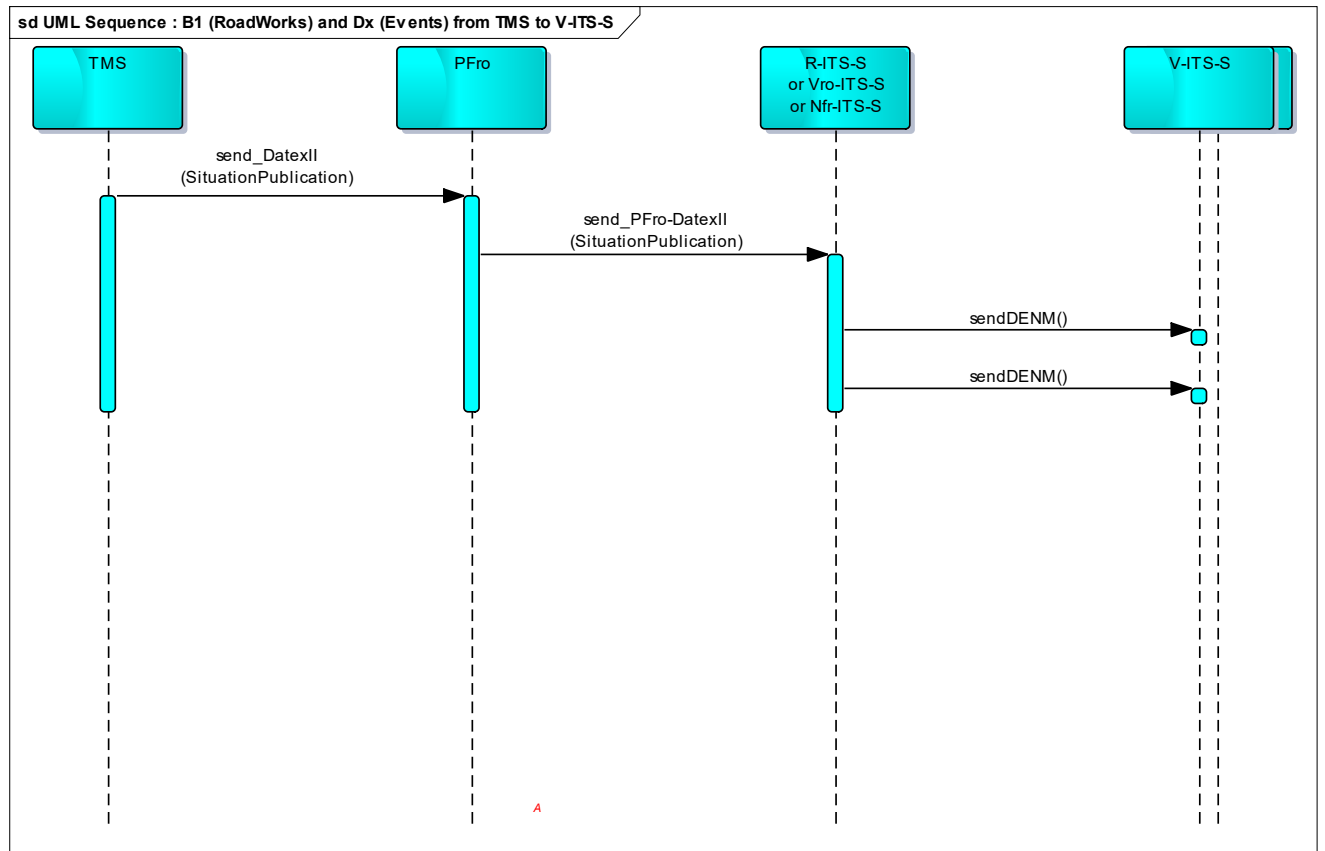 sd UML Sequence : B1 (RoadWorks) and Dx (Events) from TMS to V-ITS-S
TMS
PFro
R-ITS-S
or Vro-ITS-S
or Nfr-ITS-S
V-ITS-S
send_DatexII
(SituationPublication)
send_PFro-DatexII
(SituationPublication)
sendDENM()
sendDENM()
A